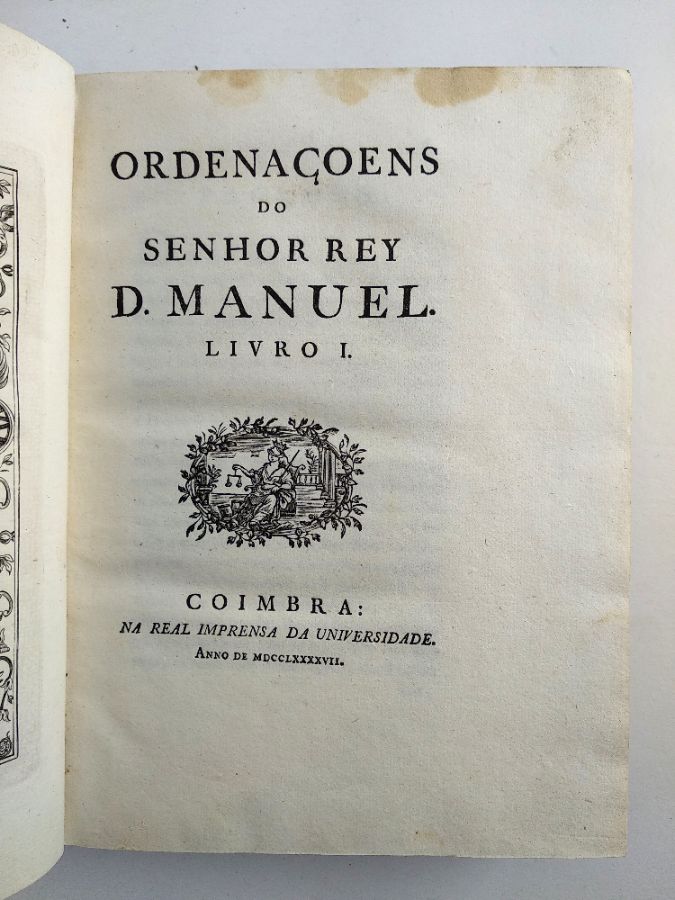 ORDENAÇOENS
DO
SENHOR REY
D. MANUEL.
LIVRO I.
COIMBRA:
NA REAL IMPRENSA DA UNIVERSIDADE.
ANNO DE MDCCLXXXXVII.